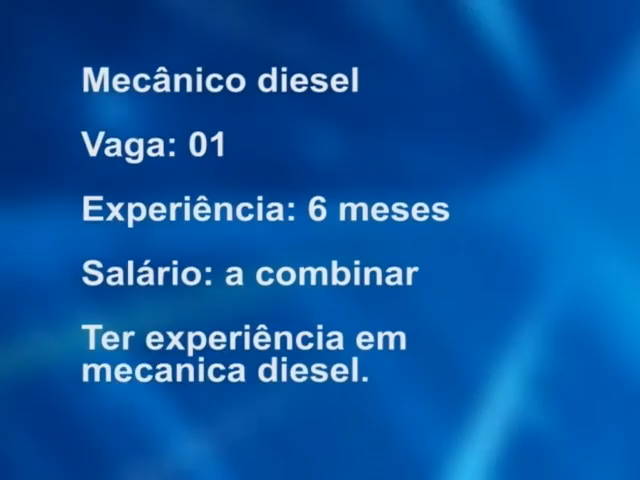 Mecânico diesel
Vaga: 01
Experiência: 6 meses
Salário: a combinar
Ter experiência em
mecanica diesel.